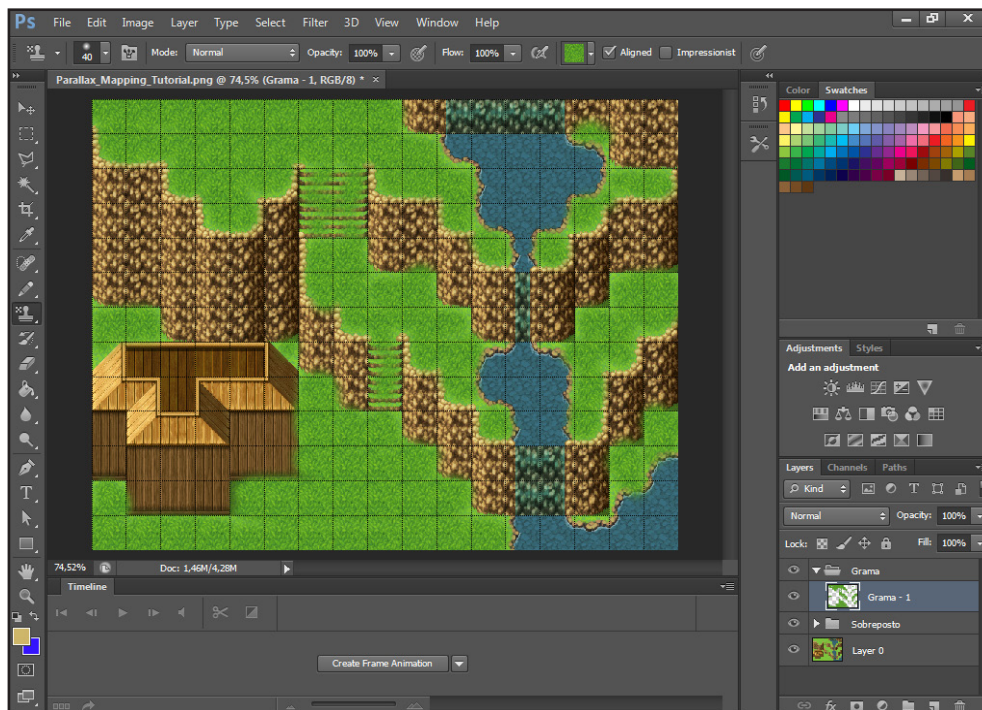 Ps File Edit Image Layer Type Select Filter 3D View Window Help
40 Mode: Normal Opacity: 100% Flow: 100% Aligned Impressionist
Parallax_Mapping_Tutorial.png @ 74,5% (Grama - 1, RGB/8) * ×
Color Swatches
Adjustments Styles
Add an adjustment
Layers Channels Paths
Kind
Normal Opacity: 100%
Lock: Fill: 100%
Grama
Grama - 1
Sobreposto
Layer 0
fx
74,52% Doc: 1,46M/4,28M
Timeline
Create Frame Animation